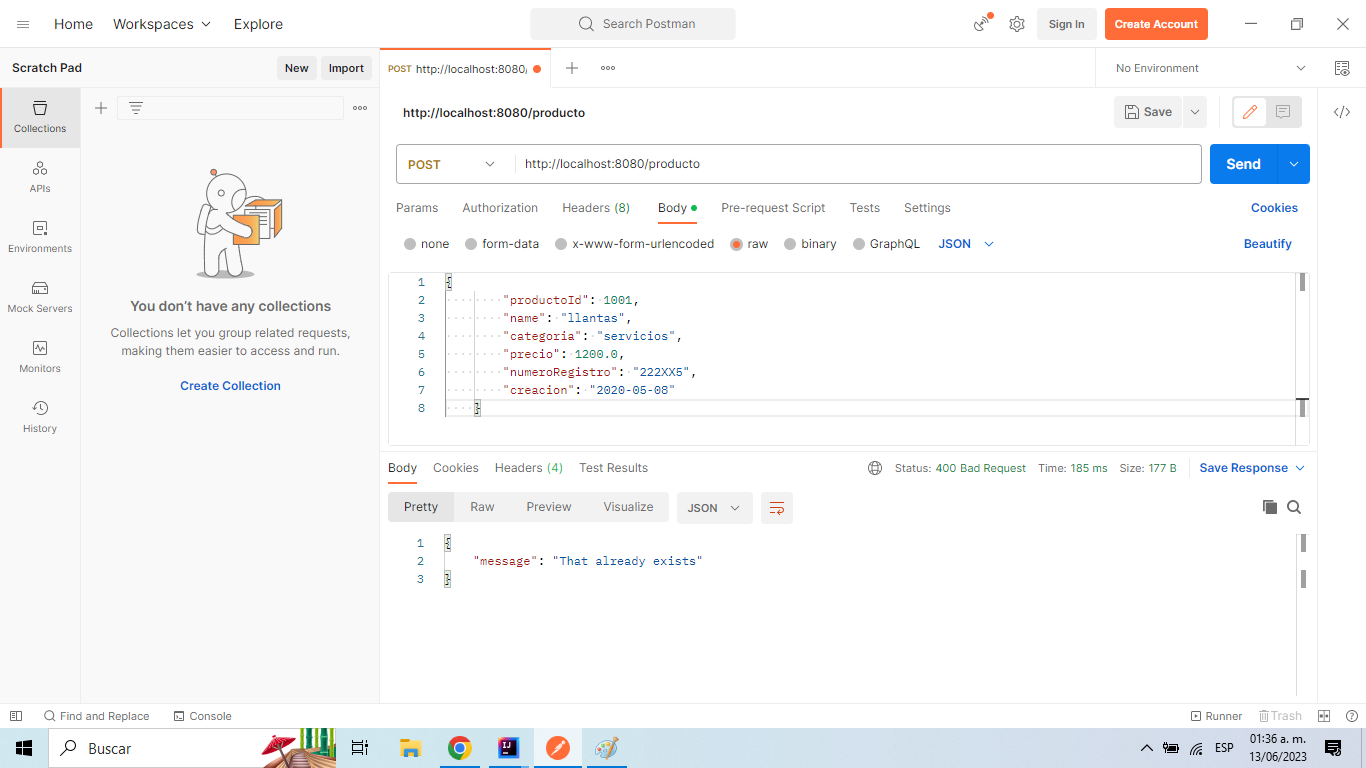 Home Workspaces Explore Search Postman Sign In Create Account
Scratch Pad New Import POST http://localhost:8080/ No Environment
Collections
APIs
Environments
Mock Servers
Monitors
History
You don't have any collections
Collections let you group related requests,
making them easier to access and run.
Create Collection
http://localhost:8080/producto Save
POST http://localhost:8080/producto Send
Params Authorization Headers (8) Body Pre-request Script Tests Settings Cookies
none form-data x-www-form-urlencoded raw binary GraphQL JSON Beautify
1 {
2 "productoId": 1001,
3 "name": "llantas",
4 "categoria": "servicios",
5 "precio": 1200.0,
6 "numeroRegistro": "222XX5",
7 "creacion": "2020-05-08"
8 }
Body Cookies Headers (4) Test Results Status: 400 Bad Request Time: 185 ms Size: 177 B Save Response
Pretty Raw Preview Visualize JSON
1 {
2 "message": "That already exists"
3 }
Find and Replace Console Runner Trash
Buscar ESP 01:36 a. m.
13/06/2023